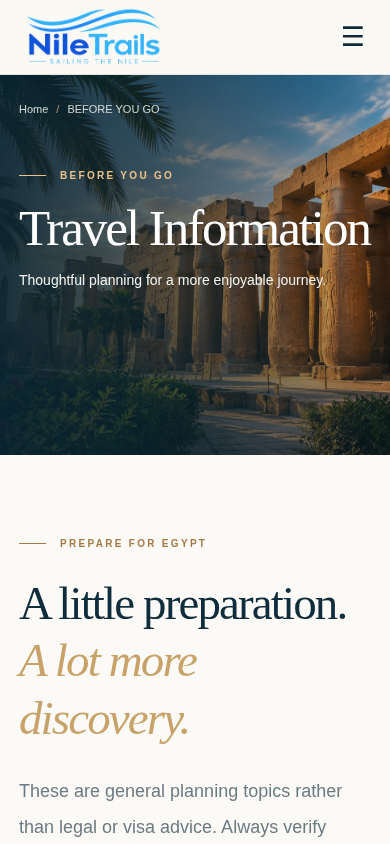 NileTrails
SAILING THE NILE
☰
Home / BEFORE YOU GO
BEFORE YOU GO
Travel Information
Thoughtful planning for a more enjoyable journey.
PREPARE FOR EGYPT
A little preparation.
A lot more
discovery.
These are general planning topics rather
than legal or visa advice. Always verify